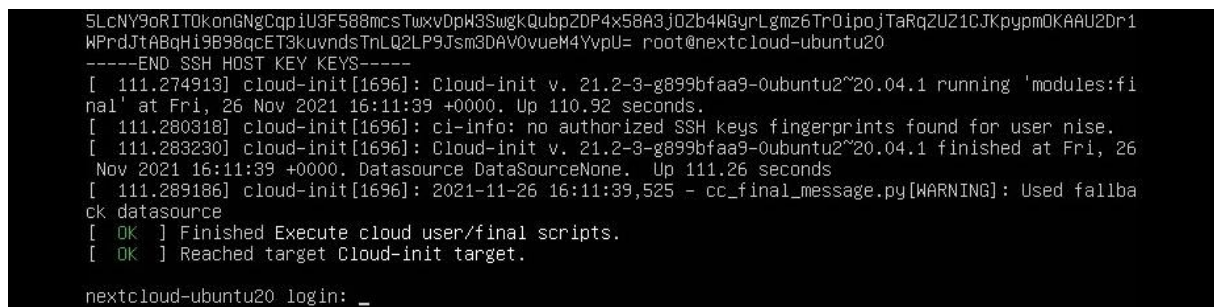 5LcNY9oRITOkonGNgCqpiU3F588mcsTwxvDpW3SwgkQubpZDP4x58A3jOZb4WGyrLgmz6TrOipojTaRqZUZ1CJKpypmOKAAU2Dr1
WPrdJtABqHi9B98qcET3kuvndsTnLQ2LP9Jsm3DAVOvueM4YvpU= root@nextcloud-ubuntu20
-----END SSH HOST KEY KEYS-----
[  111.274913] cloud-init[1696]: Cloud-init v. 21.2-3-g899bfaa9-0ubuntu2~20.04.1 running 'modules:fi
nal' at Fri, 26 Nov 2021 16:11:39 +0000. Up 110.92 seconds.
[  111.280318] cloud-init[1696]: ci-info: no authorized SSH keys fingerprints found for user nise.
[  111.283230] cloud-init[1696]: Cloud-init v. 21.2-3-g899bfaa9-0ubuntu2~20.04.1 finished at Fri, 26
 Nov 2021 16:11:39 +0000. Datasource DataSourceNone.  Up 111.26 seconds
[  111.289186] cloud-init[1696]: 2021-11-26 16:11:39,525 - cc_final_message.py[WARNING]: Used fallba
ck datasource
[  OK  ] Finished Execute cloud user/final scripts.
[  OK  ] Reached target Cloud-init target.
nextcloud-ubuntu20 login: _